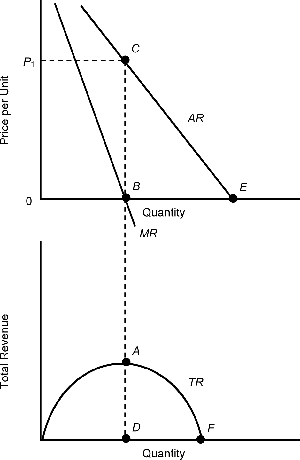 Price per Unit
P1
C
AR
0
B
E
Quantity
MR
Total Revenue
A
TR
D
F
Quantity